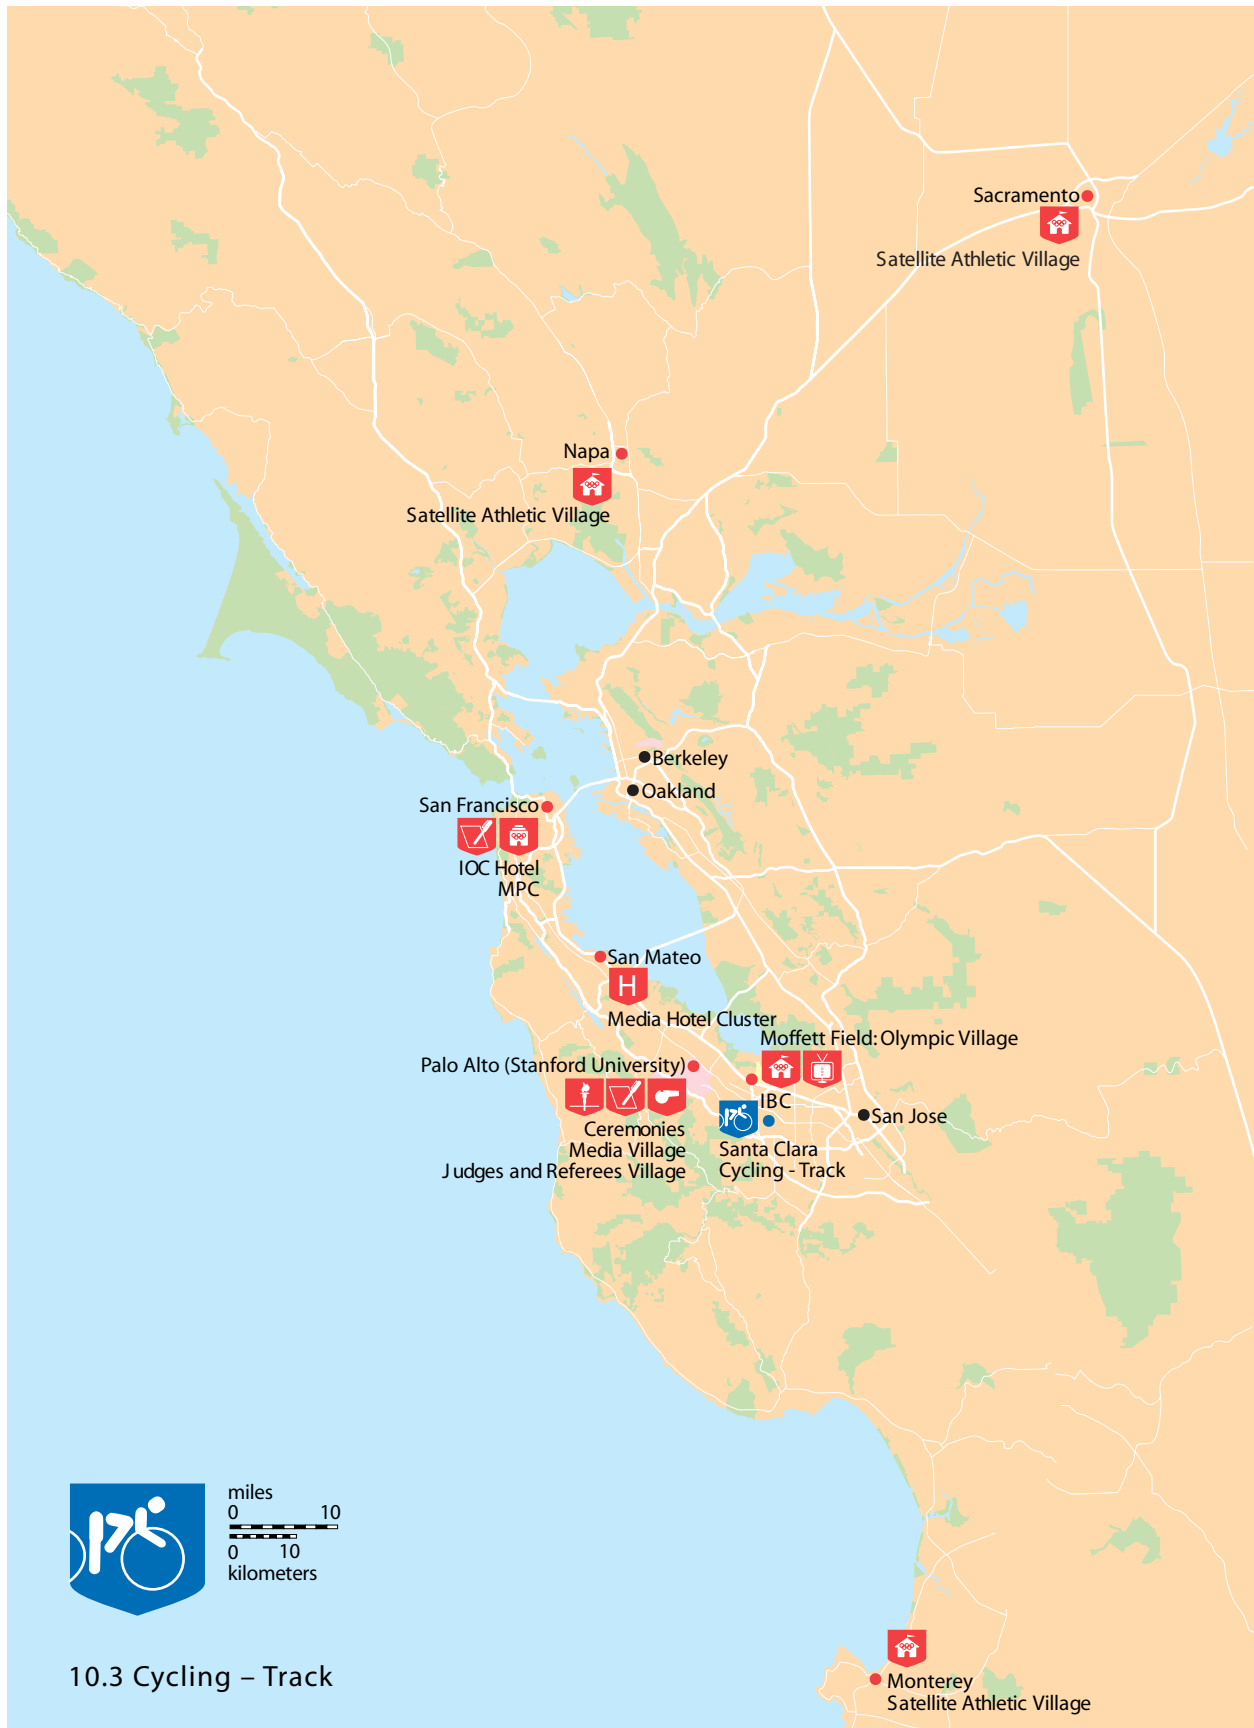 Sacramento
Satellite Athletic Village
Napa
Satellite Athletic Village
Berkeley
Oakland
San Francisco
IOC Hotel
MPC
San Mateo
H
Media Hotel Cluster
Moffett Field: Olympic Village
Palo Alto (Stanford University)
IBC
San Jose
Ceremonies
Media Village
Judges and Referees Village
Santa Clara
Cycling - Track
miles
0 10
0 10
kilometers
10.3 Cycling – Track
Monterey
Satellite Athletic Village